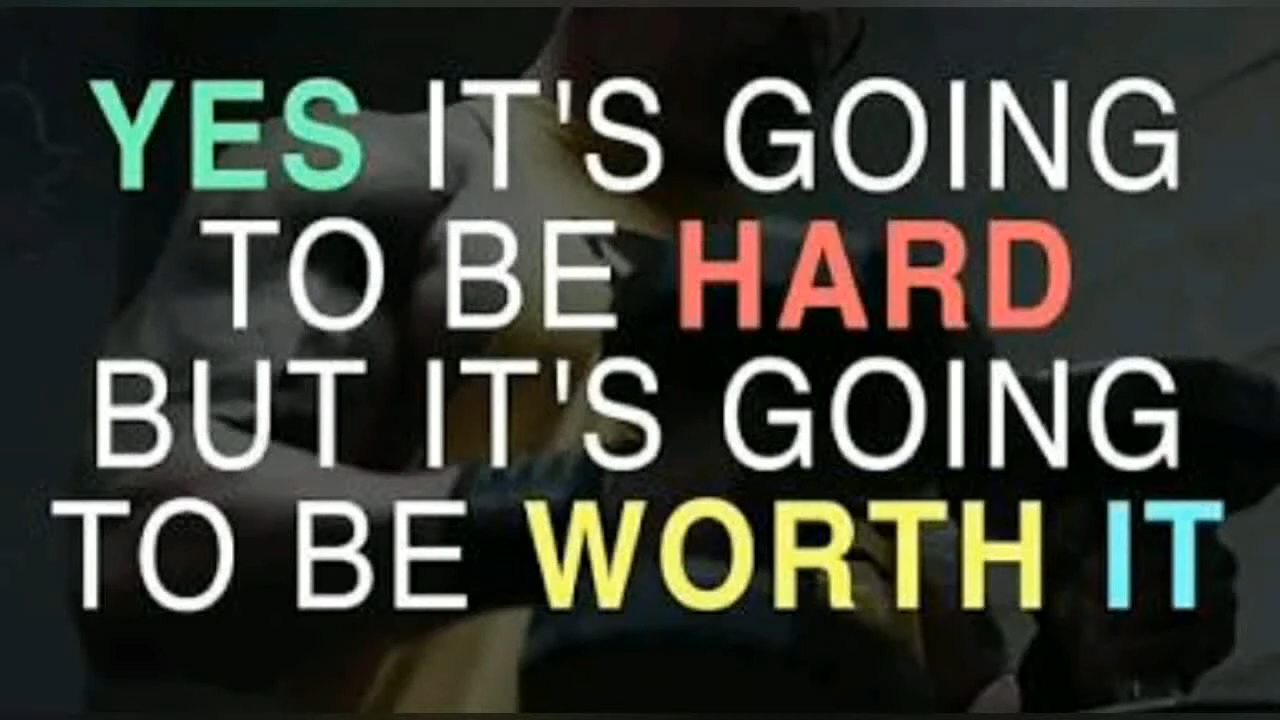 YES IT'S GOING
TO BE HARD
BUT IT'S GOING
TO BE WORTH IT